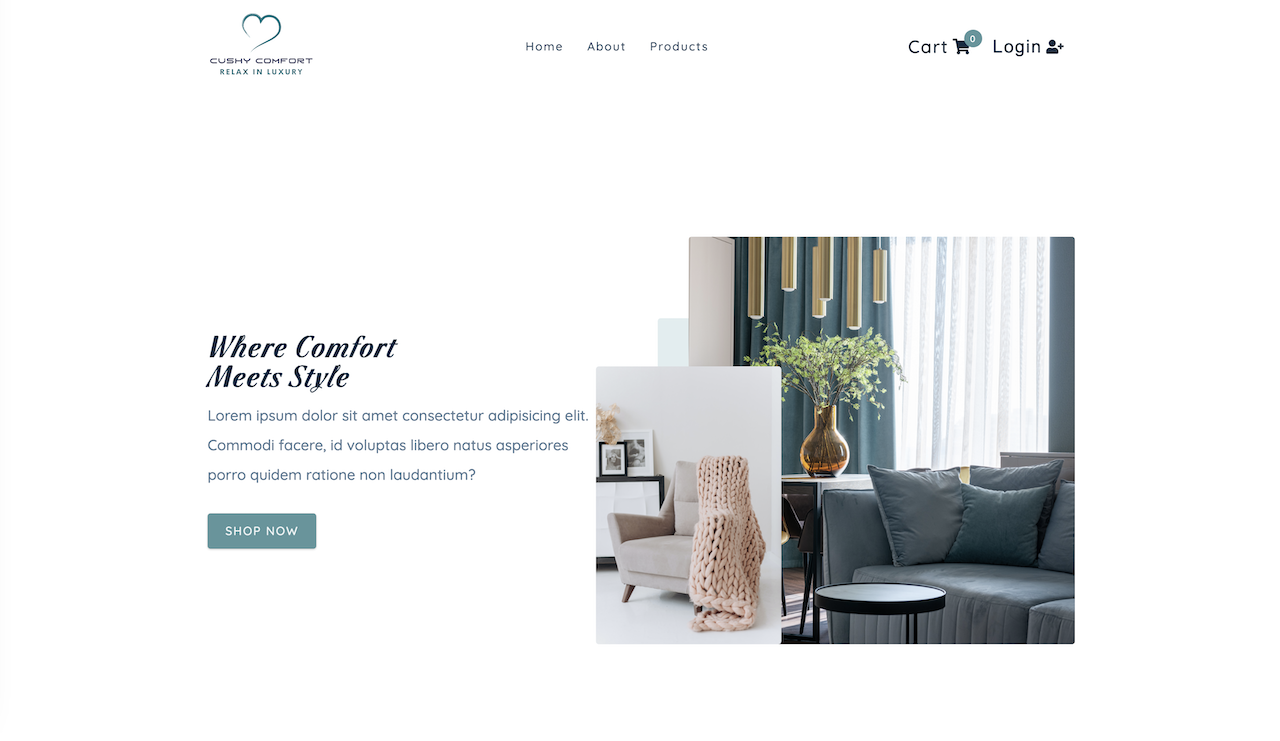 CUSHY COMFORT
RELAX IN LUXURY
Home About Products
Cart 0 Login
Where Comfort
Meets Style
Lorem ipsum dolor sit amet consectetur adipisicing elit.
Commodi facere, id voluptas libero natus asperiores
porro quidem ratione non laudantium?
SHOP NOW